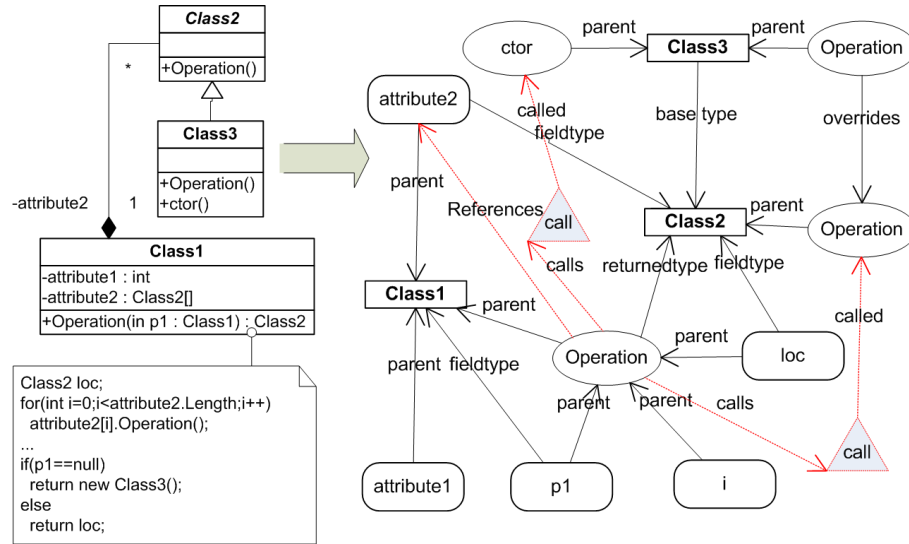 Class2
+Operation()
*
Class3
+Operation()
+ctor()
-attribute2
1
Class1
-attribute1 : int
-attribute2 : Class2[]
+Operation(in p1 : Class1) : Class2
Class2 loc;
for(int i=0;i<attribute2.Length;i++)
attribute2[i].Operation();
...
if(p1==null)
return new Class3();
else
return loc;
ctor
parent
Class3
parent
Operation
attribute2
called
fieldtype
base type
overrides
parent
References
call
Class2
parent
Operation
calls
returnedtype
fieldtype
Class1
parent
called
parent
fieldtype
Operation
parent
loc
parent
parent
calls
call
attribute1
p1
i